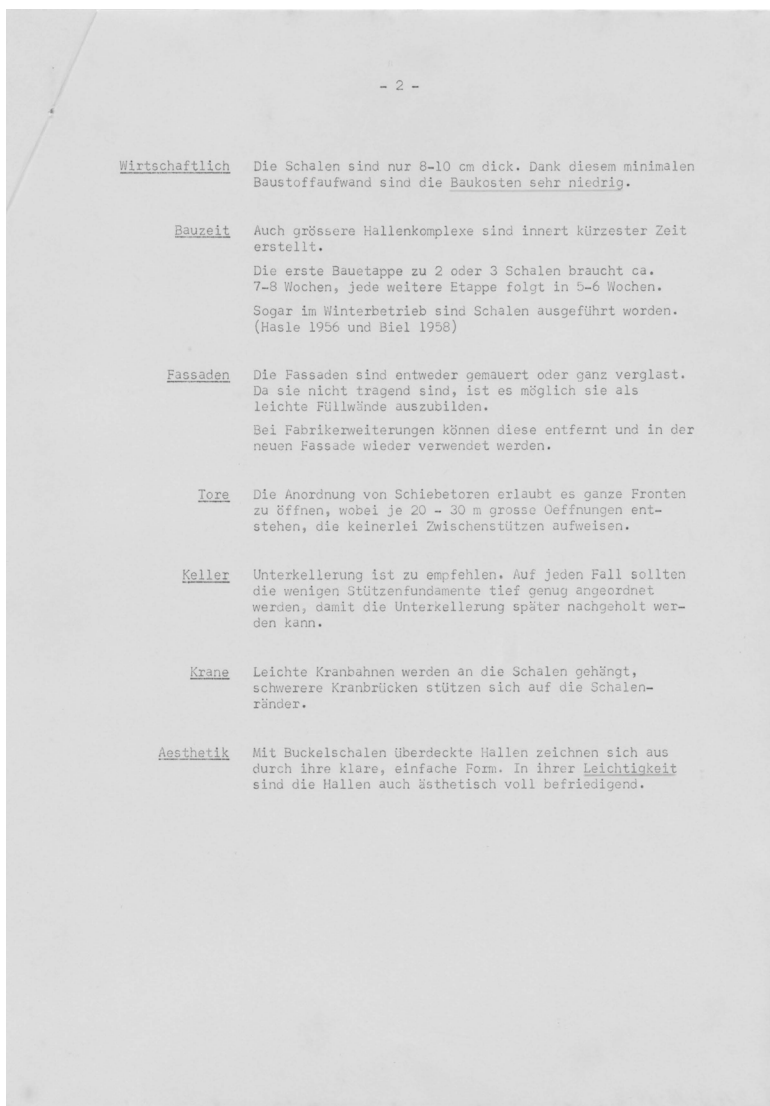 - 2 -
Wirtschaftlich Die Schalen sind nur 8-10 cm dick. Dank diesem minimalen
Baustoffaufwand sind die Baukosten sehr niedrig.
Bauzeit Auch grössere Hallenkomplexe sind innert kürzester Zeit
erstellt.
Die erste Bauetappe zu 2 oder 3 Schalen braucht ca.
7-8 Wochen, jede weitere Etappe folgt in 5-6 Wochen.
Sogar im Winterbetrieb sind Schalen ausgeführt worden.
(Hasle 1956 und Biel 1958)
Fassaden Die Fassaden sind entweder gemauert oder ganz verglast.
Da sie nicht tragend sind, ist es möglich sie als
leichte Füllwände auszubilden.
Bei Fabrikerweiterungen können diese entfernt und in der
neuen Fassade wieder verwendet werden.
Tore Die Anordnung von Schiebetoren erlaubt es ganze Fronten
zu öffnen, wobei je 20 - 30 m grosse Oeffnungen ent-
stehen, die keinerlei Zwischenstützen aufweisen.
Keller Unterkellerung ist zu empfehlen. Auf jeden Fall sollten
die wenigen Stützenfundamente tief genug angeordnet
werden, damit die Unterkellerung später nachgeholt wer-
den kann.
Krane Leichte Kranbahnen werden an die Schalen gehängt,
schwerere Kranbrücken stützen sich auf die Schalen-
ränder.
Aesthetik Mit Buckelschalen überdeckte Hallen zeichnen sich aus
durch ihre klare, einfache Form. In ihrer Leichtigkeit
sind die Hallen auch ästhetisch voll befriedigend.